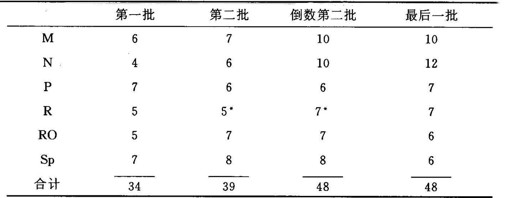 第一批 第二批 倒数第二批 最后一批
M 6 7 10 10
N 4 6 10 12
P 7 6 6 7
R 5 5* 7* 7
RO 5 7 7 6
Sp 7 8 8 6
合计 34 39 48 48